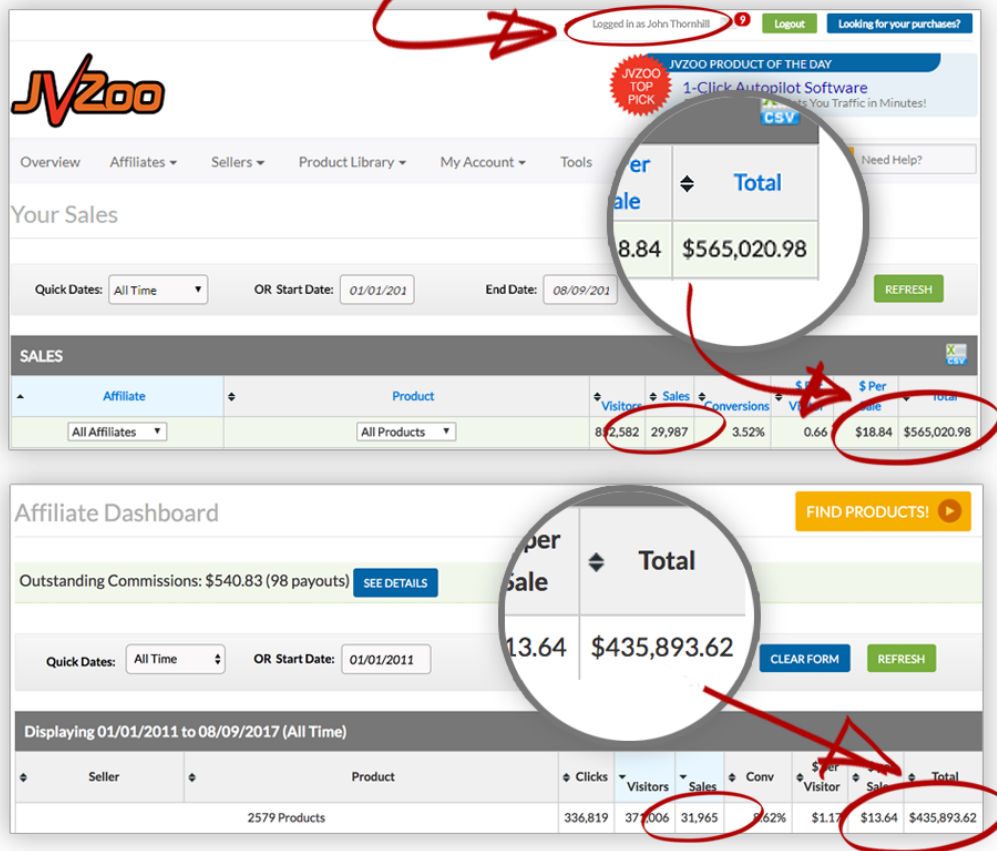 Logged in as John Thornhill 9 Logout Looking for your purchases?
JVZoo
JVZOO TOP PICK
JVZOO PRODUCT OF THE DAY
1-Click Autopilot Software
You Traffic in Minutes!
CSV
Overview Affiliates Sellers Product Library My Account Tools Need Help?
Your Sales
Total
8.84 $565,020.98
Quick Dates: All Time OR Start Date: 01/01/201 End Date: 08/09/201 REFRESH
SALES CSV
Affiliate Product Visitors Sales Conversions $ Per Sale Total
All Affiliates All Products 29,987 3.52% 0.66 $18.84 $565,020.98
Affiliate Dashboard
FIND PRODUCTS!
per Sale Total
13.64 $435,893.62
Outstanding Commissions: $540.83 (98 payouts) SEE DETAILS
Quick Dates: All Time OR Start Date: 01/01/2011 CLEAR FORM REFRESH
Displaying 01/01/2011 to 08/09/2017 (All Time)
Seller Product Clicks Visitors Sales Conv $ Per Visitor Sale Total
2579 Products 336,819 31,965 $1.17 $13.64 $435,893.62